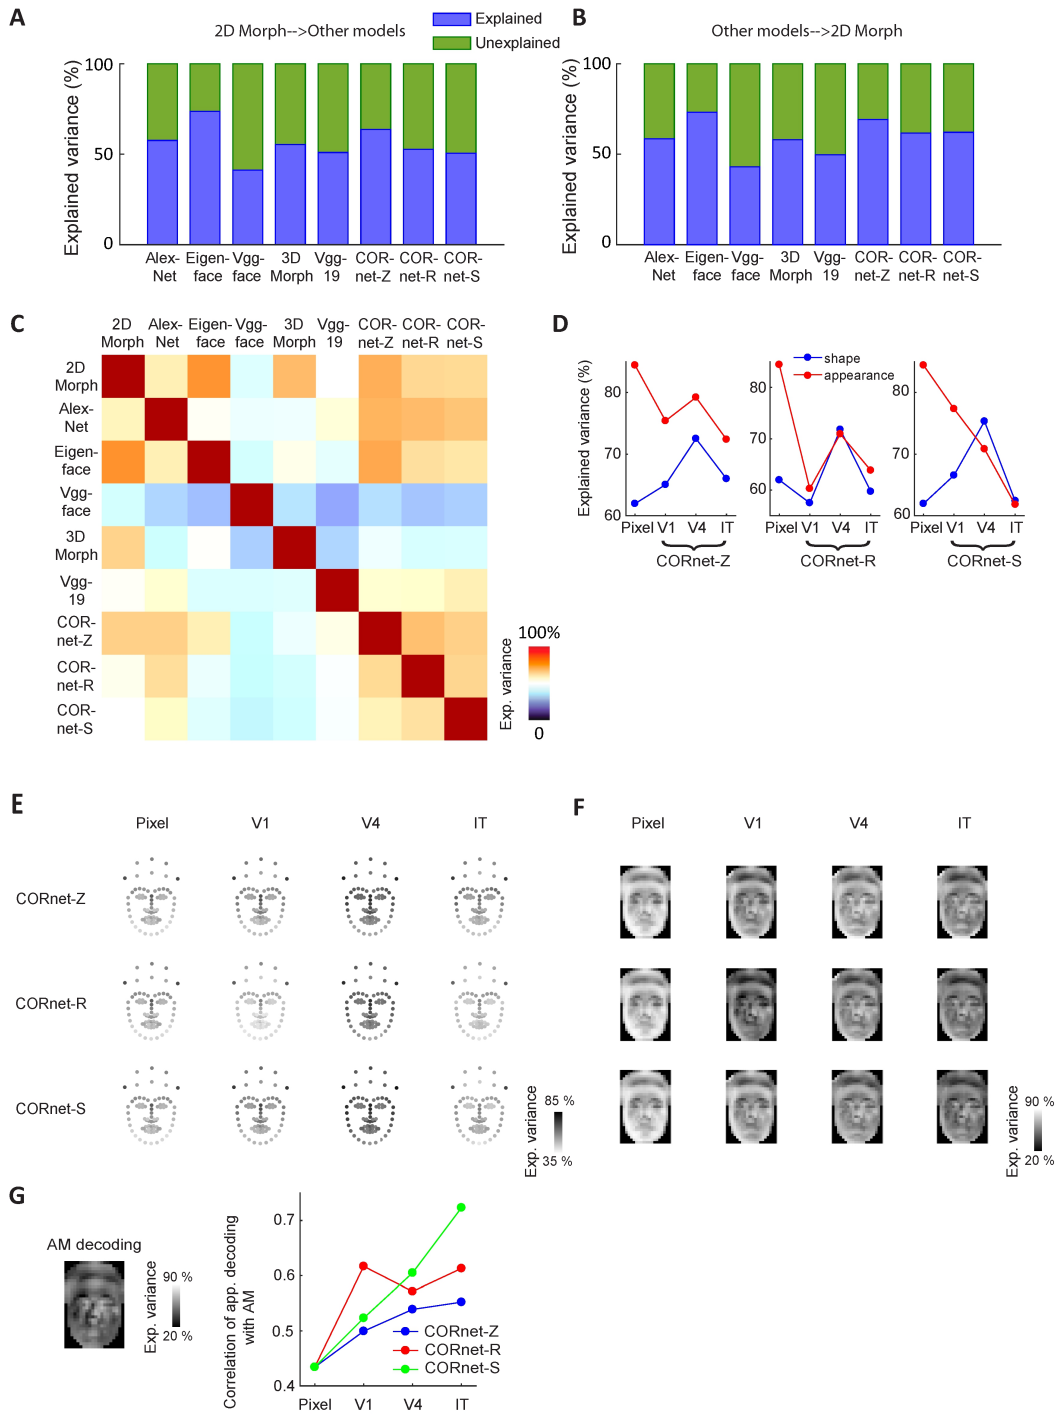 A
2D Morph-->Other models
Explained
Unexplained
Explained variance (%)
100
50
0
Alex-
Net
Eigen-
face
Vgg-
face
3D
Morph
Vgg-
19
COR-
net-Z
COR-
net-R
COR-
net-S
B
Other models-->2D Morph
Explained variance (%)
100
50
0
Alex-
Net
Eigen-
face
Vgg-
face
3D
Morph
Vgg-
19
COR-
net-Z
COR-
net-R
COR-
net-S
C
2D
Morph
Alex-
Net
Eigen-
face
Vgg-
face
3D
Morph
Vgg-
19
COR-
net-Z
COR-
net-R
COR-
net-S
2D
Morph
Alex-
Net
Eigen-
face
Vgg-
face
3D
Morph
Vgg-
19
COR-
net-Z
COR-
net-R
COR-
net-S
Exp. variance
100%
0
D
Explained variance (%)
80
70
60
Pixel V1 V4 IT
CORnet-Z
shape
appearance
80
70
60
Pixel V1 V4 IT
CORnet-R
80
70
60
Pixel V1 V4 IT
CORnet-S
E
Pixel V1 V4 IT
CORnet-Z
CORnet-R
CORnet-S
Exp. variance
85 %
35 %
F
Pixel V1 V4 IT
Exp. variance
90 %
20 %
G
AM decoding
Exp. variance
90 %
20 %
Correlation of app. decoding
with AM
0.7
0.6
0.5
0.4
CORnet-Z
CORnet-R
CORnet-S
Pixel V1 V4 IT